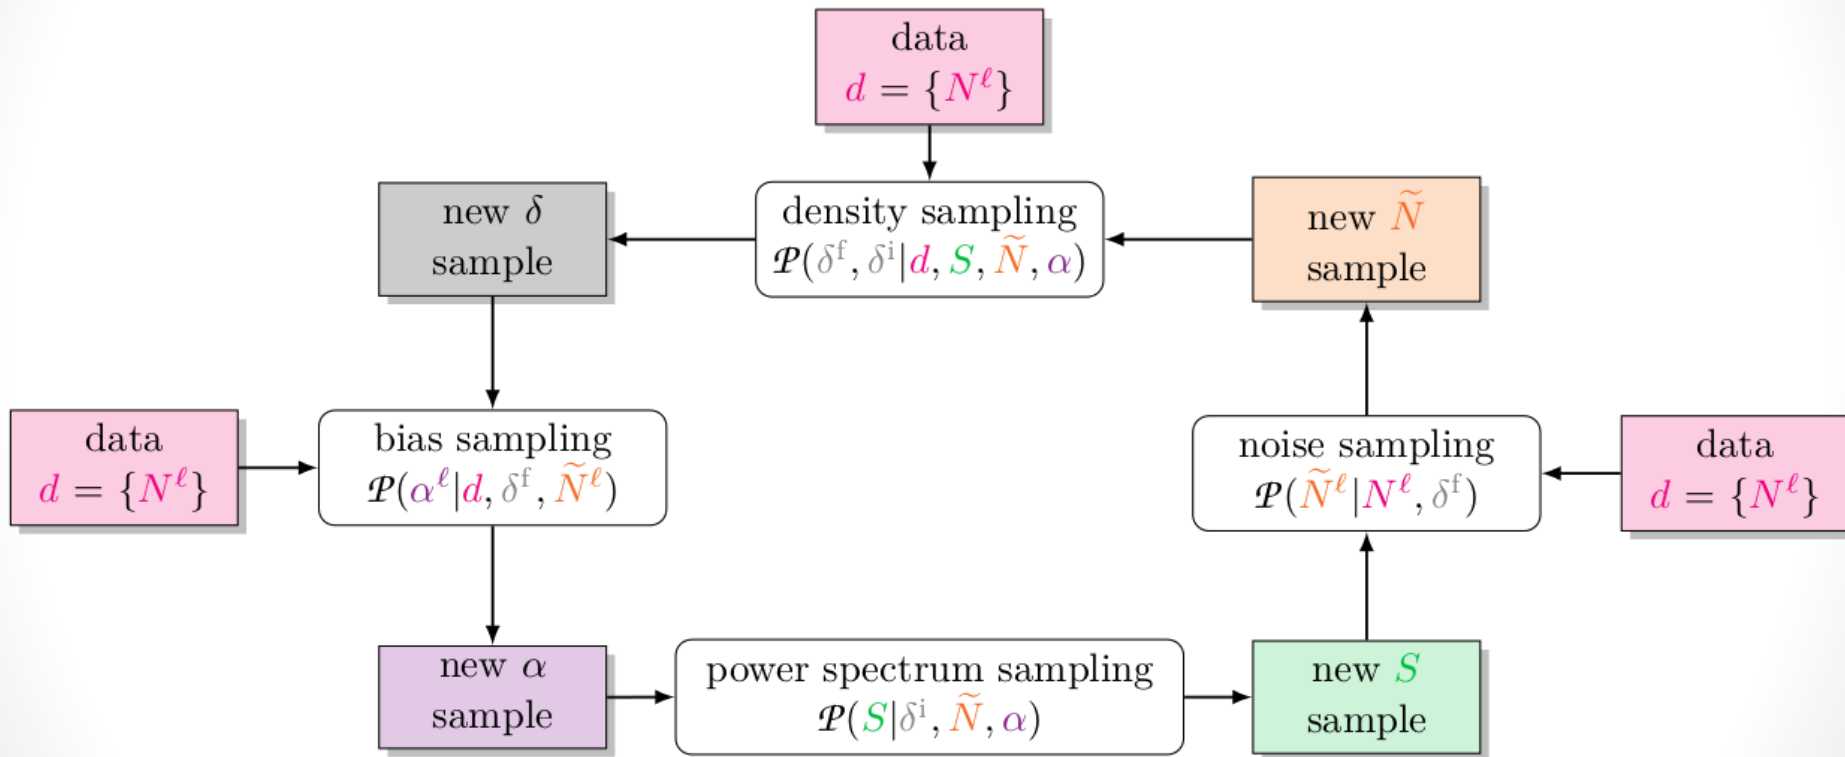 data
d = {N^ℓ}
new δ
sample
density sampling
𝒫(δ^f, δ^i|d, S, Ñ, α)
new Ñ
sample
data
d = {N^ℓ}
bias sampling
𝒫(α^ℓ|d, δ^f, Ñ^ℓ)
noise sampling
𝒫(Ñ^ℓ|N^ℓ, δ^f)
data
d = {N^ℓ}
new α
sample
power spectrum sampling
𝒫(S|δ^i, Ñ, α)
new S
sample